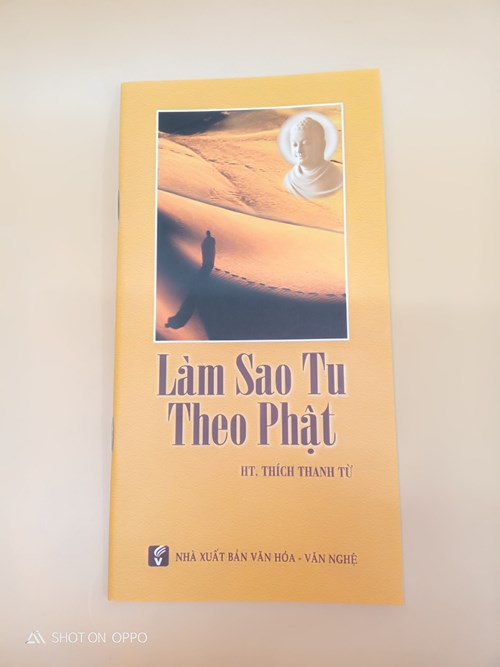 Làm Sao Tu
Theo Phật
HT. THÍCH THANH TỪ
V
NHÀ XUẤT BẢN VĂN HÓA - VĂN NGHỆ
SHOT ON OPPO